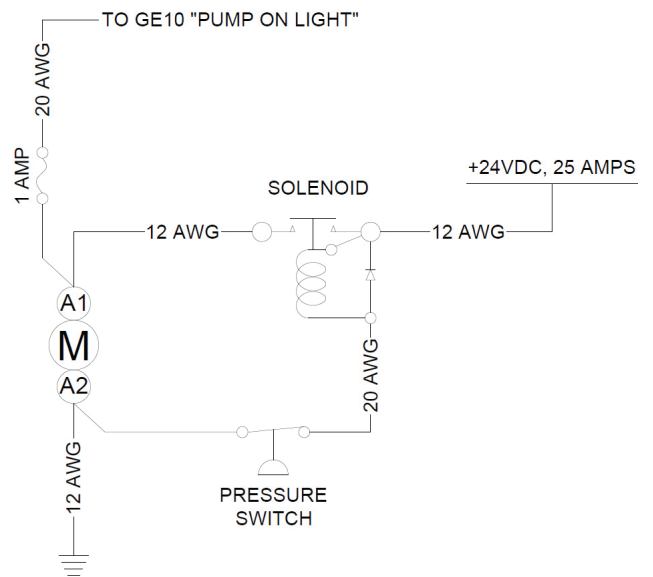 TO GE10 "PUMP ON LIGHT"
20 AWG
1 AMP
+24VDC, 25 AMPS
SOLENOID
12 AWG
12 AWG
A1
M
A2
20 AWG
12 AWG
PRESSURE
SWITCH